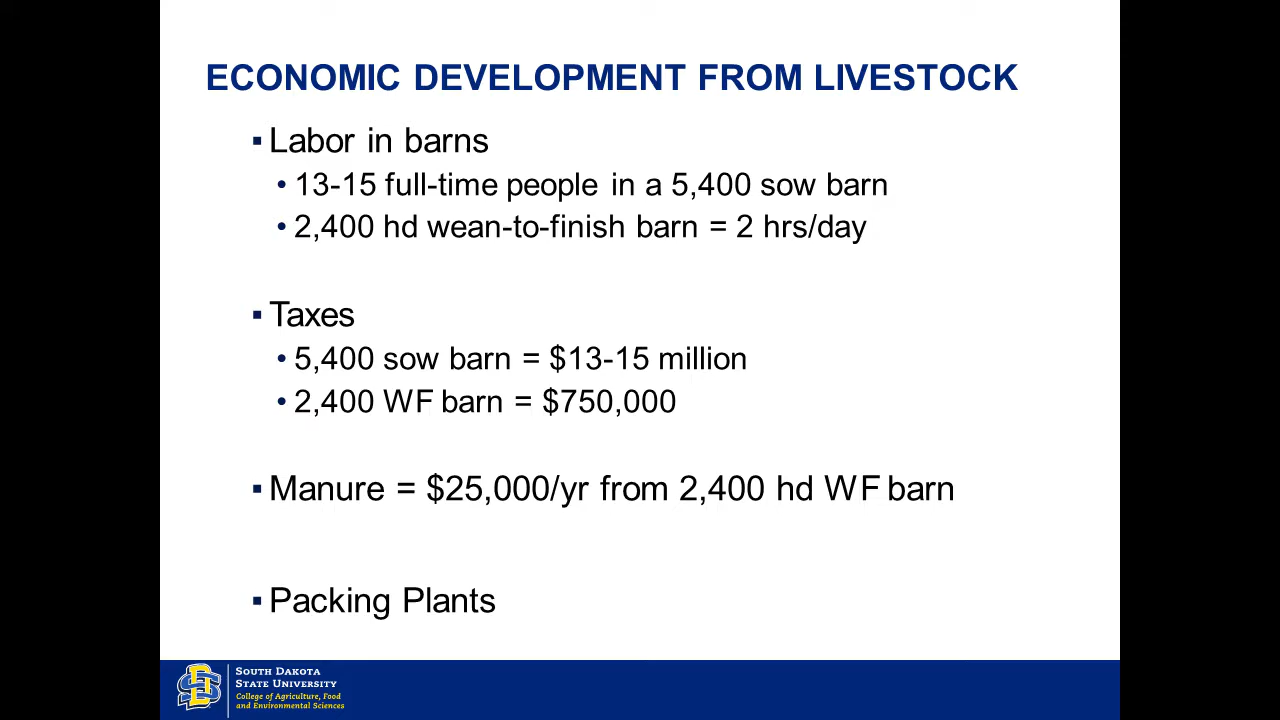 ECONOMIC DEVELOPMENT FROM LIVESTOCK
▪ Labor in barns
• 13-15 full-time people in a 5,400 sow barn
• 2,400 hd wean-to-finish barn = 2 hrs/day
▪ Taxes
• 5,400 sow barn = $13-15 million
• 2,400 WF barn = $750,000
▪ Manure = $25,000/yr from 2,400 hd WF barn
▪ Packing Plants
SOUTH DAKOTA
STATE UNIVERSITY
College of Agriculture, Food
and Environmental Sciences